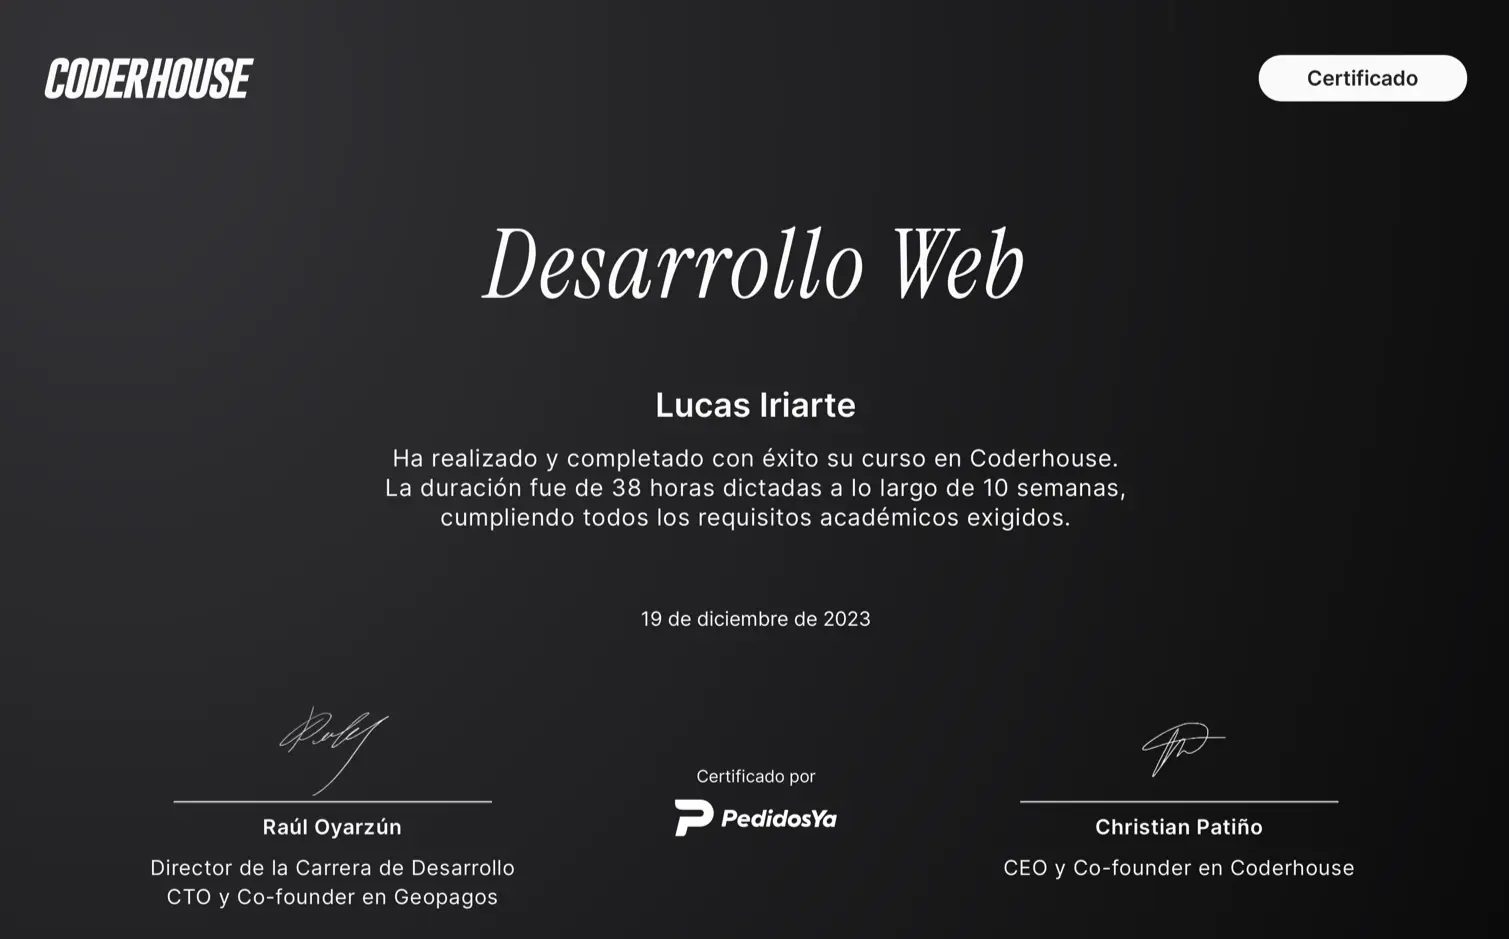 CODERHOUSE
Certificado
Desarrollo Web
Lucas Iriarte
Ha realizado y completado con éxito su curso en Coderhouse.
La duración fue de 38 horas dictadas a lo largo de 10 semanas,
cumpliendo todos los requisitos académicos exigidos.
19 de diciembre de 2023
Raúl Oyarzún
Director de la Carrera de Desarrollo
CTO y Co-founder en Geopagos
Certificado por
PedidosYa
Christian Patiño
CEO y Co-founder en Coderhouse